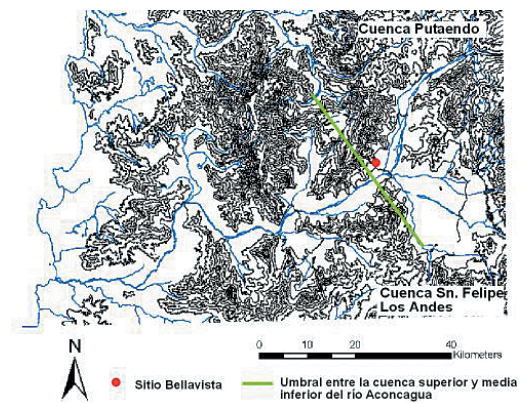 Cuenca Putaendo
Cuenca Sn. Felipe
Los Andes
N
0 10 20 40
Kilometers
Sitio Bellavista
Umbral entre la cuenca superior y media
inferior del río Aconcagua